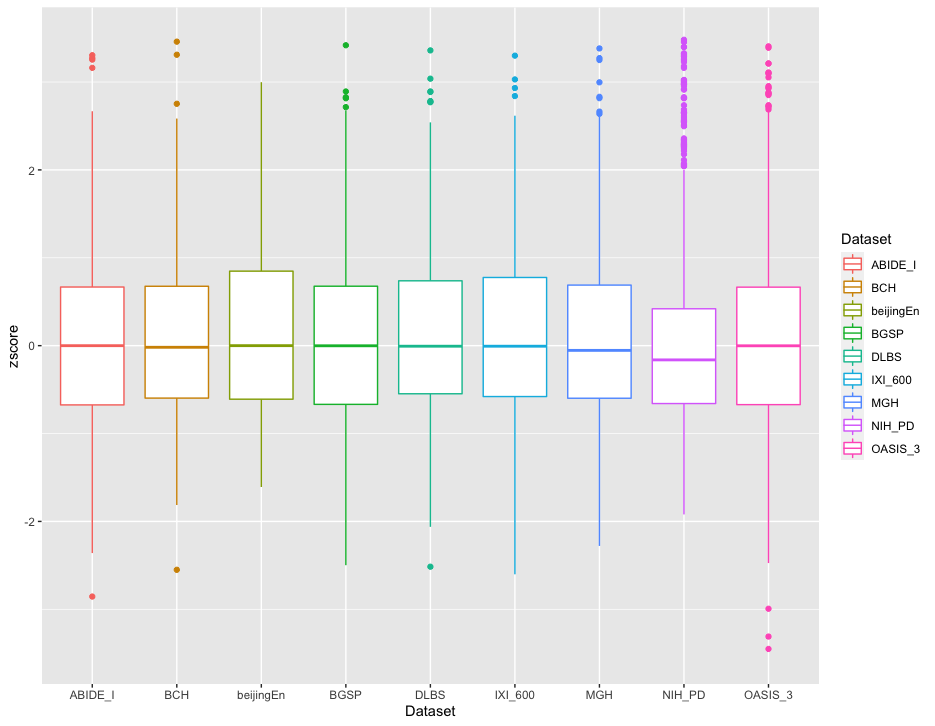 zscore
2
0
-2
ABIDE_I BCH beijingEn BGSP DLBS IXI_600 MGH NIH_PD OASIS_3
Dataset
Dataset
ABIDE_I
BCH
beijingEn
BGSP
DLBS
IXI_600
MGH
NIH_PD
OASIS_3